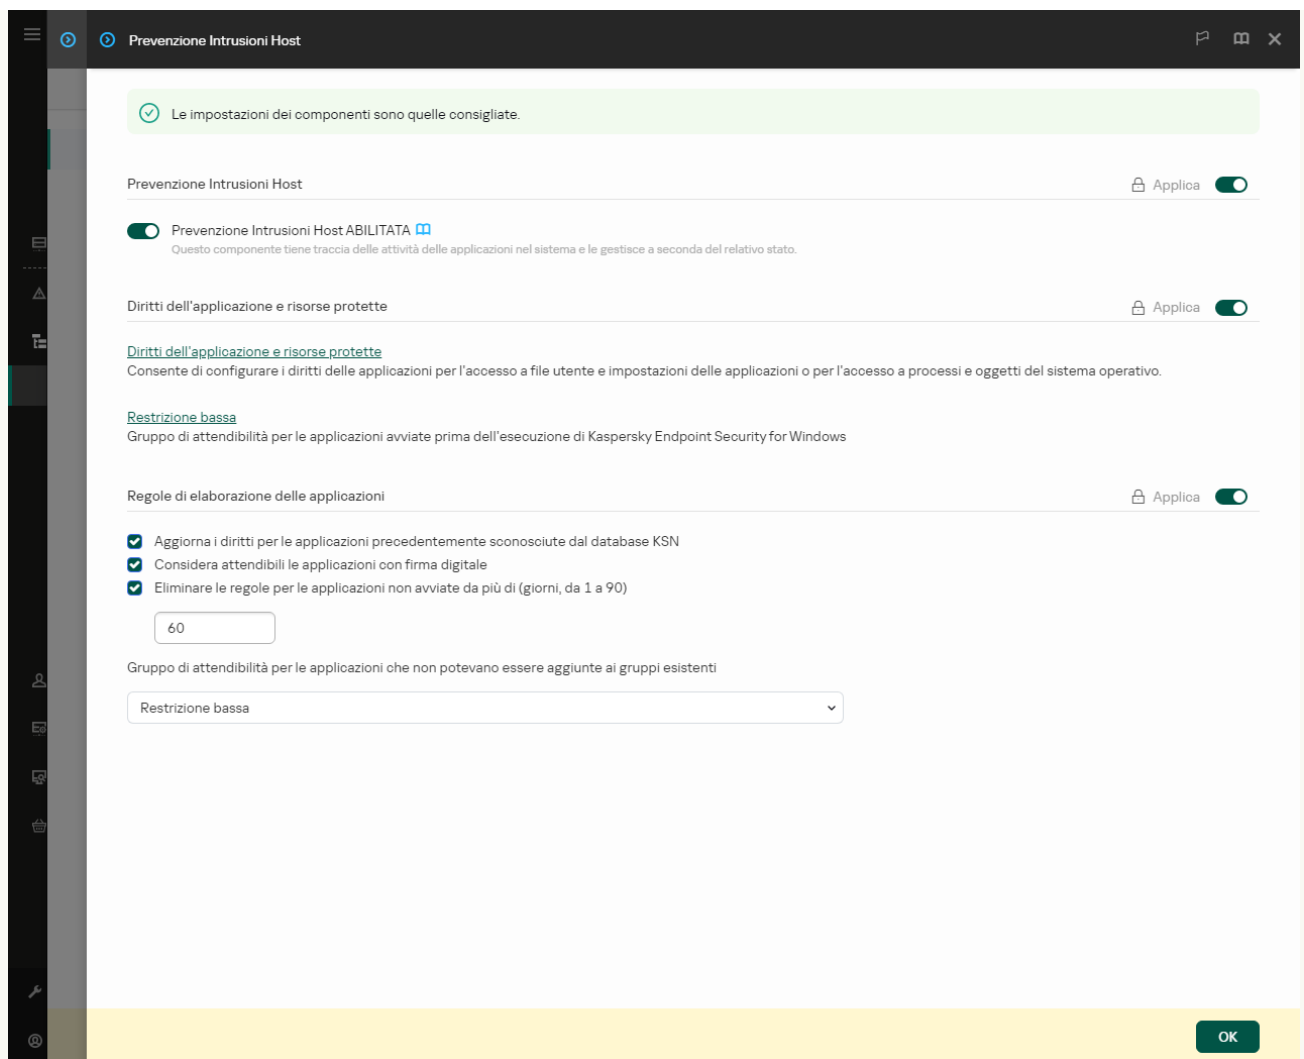 Prevenzione Intrusioni Host
Le impostazioni dei componenti sono quelle consigliate.
Prevenzione Intrusioni Host
Applica
Prevenzione Intrusioni Host ABILITATA
Questo componente tiene traccia delle attività delle applicazioni nel sistema e le gestisce a seconda del relativo stato.
Diritti dell'applicazione e risorse protette
Applica
Diritti dell'applicazione e risorse protette
Consente di configurare i diritti delle applicazioni per l'accesso a file utente e impostazioni delle applicazioni o per l'accesso a processi e oggetti del sistema operativo.
Restrizione bassa
Gruppo di attendibilità per le applicazioni avviate prima dell'esecuzione di Kaspersky Endpoint Security for Windows
Regole di elaborazione delle applicazioni
Applica
Aggiorna i diritti per le applicazioni precedentemente sconosciute dal database KSN
Considera attendibili le applicazioni con firma digitale
Eliminare le regole per le applicazioni non avviate da più di (giorni, da 1 a 90)
60
Gruppo di attendibilità per le applicazioni che non potevano essere aggiunte ai gruppi esistenti
Restrizione bassa
OK